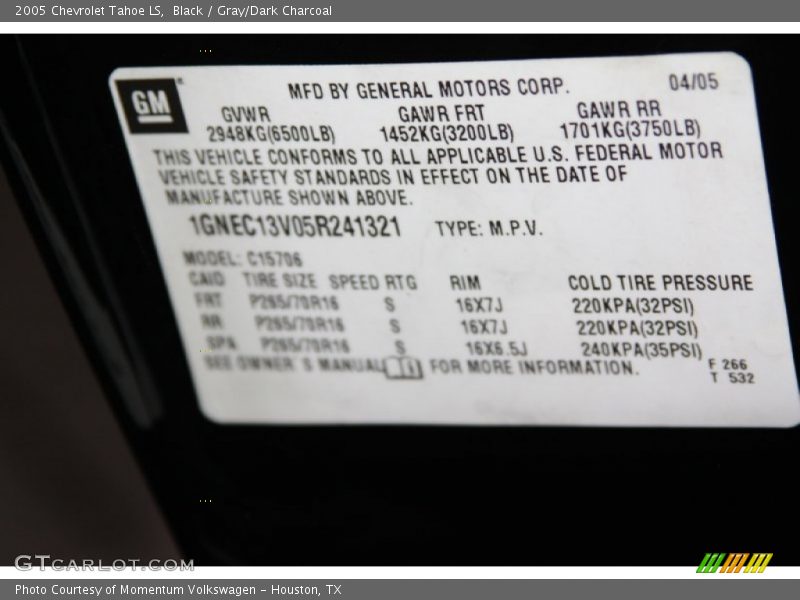 2005 Chevrolet Tahoe LS,  Black / Gray/Dark Charcoal
GM
MFD BY GENERAL MOTORS CORP. 04/05
GVWR GAWR FRT GAWR RR
2948KG(6500LB) 1452KG(3200LB) 1701KG(3750LB)
THIS VEHICLE CONFORMS TO ALL APPLICABLE U.S. FEDERAL MOTOR
VEHICLE SAFETY STANDARDS IN EFFECT ON THE DATE OF
MANUFACTURE SHOWN ABOVE.
1GNEC13V05R241321 TYPE: M.P.V.
MODEL: C15706
CAID TIRE SIZE SPEED RTG RIM COLD TIRE PRESSURE
FRT P265/70R16 S 16X7J 220KPA(32PSI)
RR P265/70R16 S 16X7J 220KPA(32PSI)
SPA P265/70R16 S 16X6.5J 240KPA(35PSI)
SEE OWNER'S MANUAL FOR MORE INFORMATION.
F 266
T 532
GTCARLOT.COM
Photo Courtesy of Momentum Volkswagen - Houston, TX